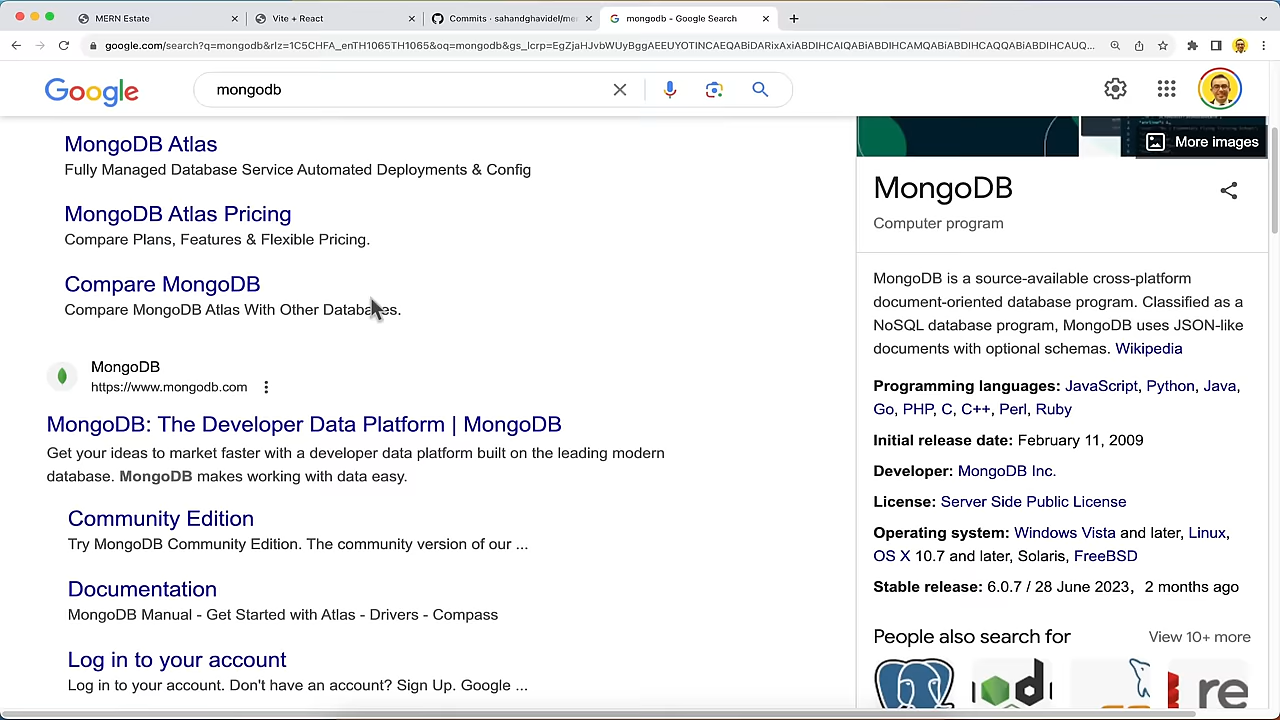 MERN Estate
Vite + React
Commits · sahandghavidel/mer
mongodb - Google Search
google.com/search?q=mongodb&rlz=1C5CHFA_enTH1065TH1065&oq=mongodb&gs_lcrp=EgZjaHJvbWUyBggAEEUYOTINCAEQABiDARixAxiABDIHCAIQABiABDIHCAMQABiABDIHCAQQABiABDIHCAUQ...
Google
mongodb
MongoDB Atlas
Fully Managed Database Service Automated Deployments & Config
MongoDB Atlas Pricing
Compare Plans, Features & Flexible Pricing.
Compare MongoDB
Compare MongoDB Atlas With Other Databases.
MongoDB
https://www.mongodb.com
MongoDB: The Developer Data Platform | MongoDB
Get your ideas to market faster with a developer data platform built on the leading modern
database. MongoDB makes working with data easy.
Community Edition
Try MongoDB Community Edition. The community version of our ...
Documentation
MongoDB Manual - Get Started with Atlas - Drivers - Compass
Log in to your account
Log in to your account. Don't have an account? Sign Up. Google ...
More images
MongoDB
Computer program
MongoDB is a source-available cross-platform
document-oriented database program. Classified as a
NoSQL database program, MongoDB uses JSON-like
documents with optional schemas. Wikipedia
Programming languages: JavaScript, Python, Java,
Go, PHP, C, C++, Perl, Ruby
Initial release date: February 11, 2009
Developer: MongoDB Inc.
License: Server Side Public License
Operating system: Windows Vista and later, Linux,
OS X 10.7 and later, Solaris, FreeBSD
Stable release: 6.0.7 / 28 June 2023, 2 months ago
People also search for
View 10+ more
re